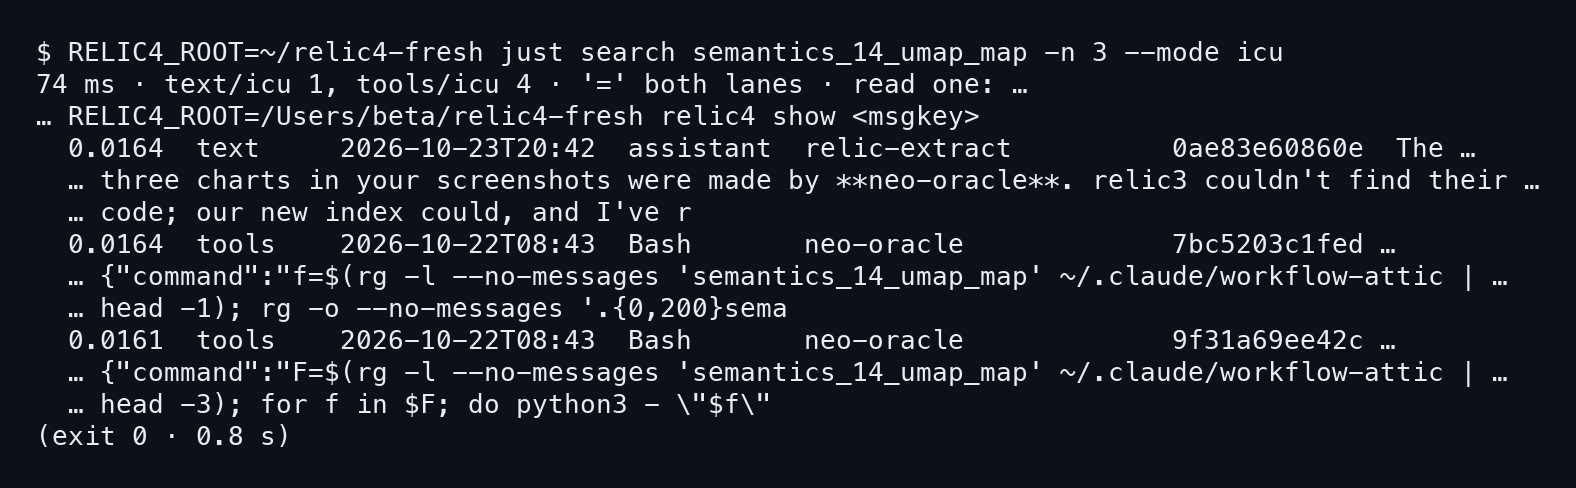 $ RELIC4_ROOT=~/relic4-fresh just search semantics_14_umap_map -n 3 --mode icu
74 ms · text/icu 1, tools/icu 4 · '=' both lanes · read one: …
… RELIC4_ROOT=/Users/beta/relic4-fresh relic4 show <msgkey>
  0.0164  text     2026-10-23T20:42  assistant  relic-extract          0ae83e60860e  The …
  … three charts in your screenshots were made by **neo-oracle**. relic3 couldn't find their …
  … code; our new index could, and I've r
  0.0164  tools    2026-10-22T08:43  Bash       neo-oracle             7bc5203c1fed …
  … {"command":"f=$(rg -l --no-messages 'semantics_14_umap_map' ~/.claude/workflow-attic | …
  … head -1); rg -o --no-messages '.{0,200}sema
  0.0161  tools    2026-10-22T08:43  Bash       neo-oracle             9f31a69ee42c …
  … {"command":"F=$(rg -l --no-messages 'semantics_14_umap_map' ~/.claude/workflow-attic | …
  … head -3); for f in $F; do python3 - \"$f\"
(exit 0 · 0.8 s)